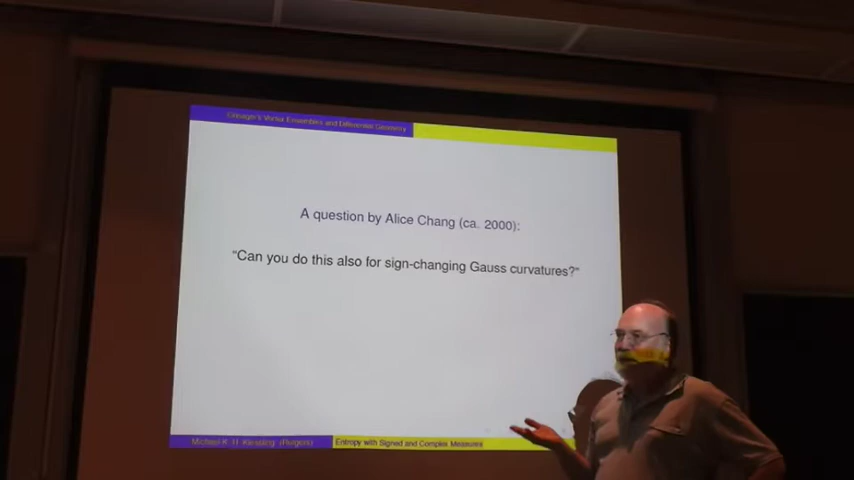 Onsager's Vortex Ensembles and Differential Geometry
A question by Alice Chang (ca. 2000):
"Can you do this also for sign-changing Gauss curvatures?"
Michael K.-H. Kiessling (Rutgers)
Entropy with Signed and Complex Measures